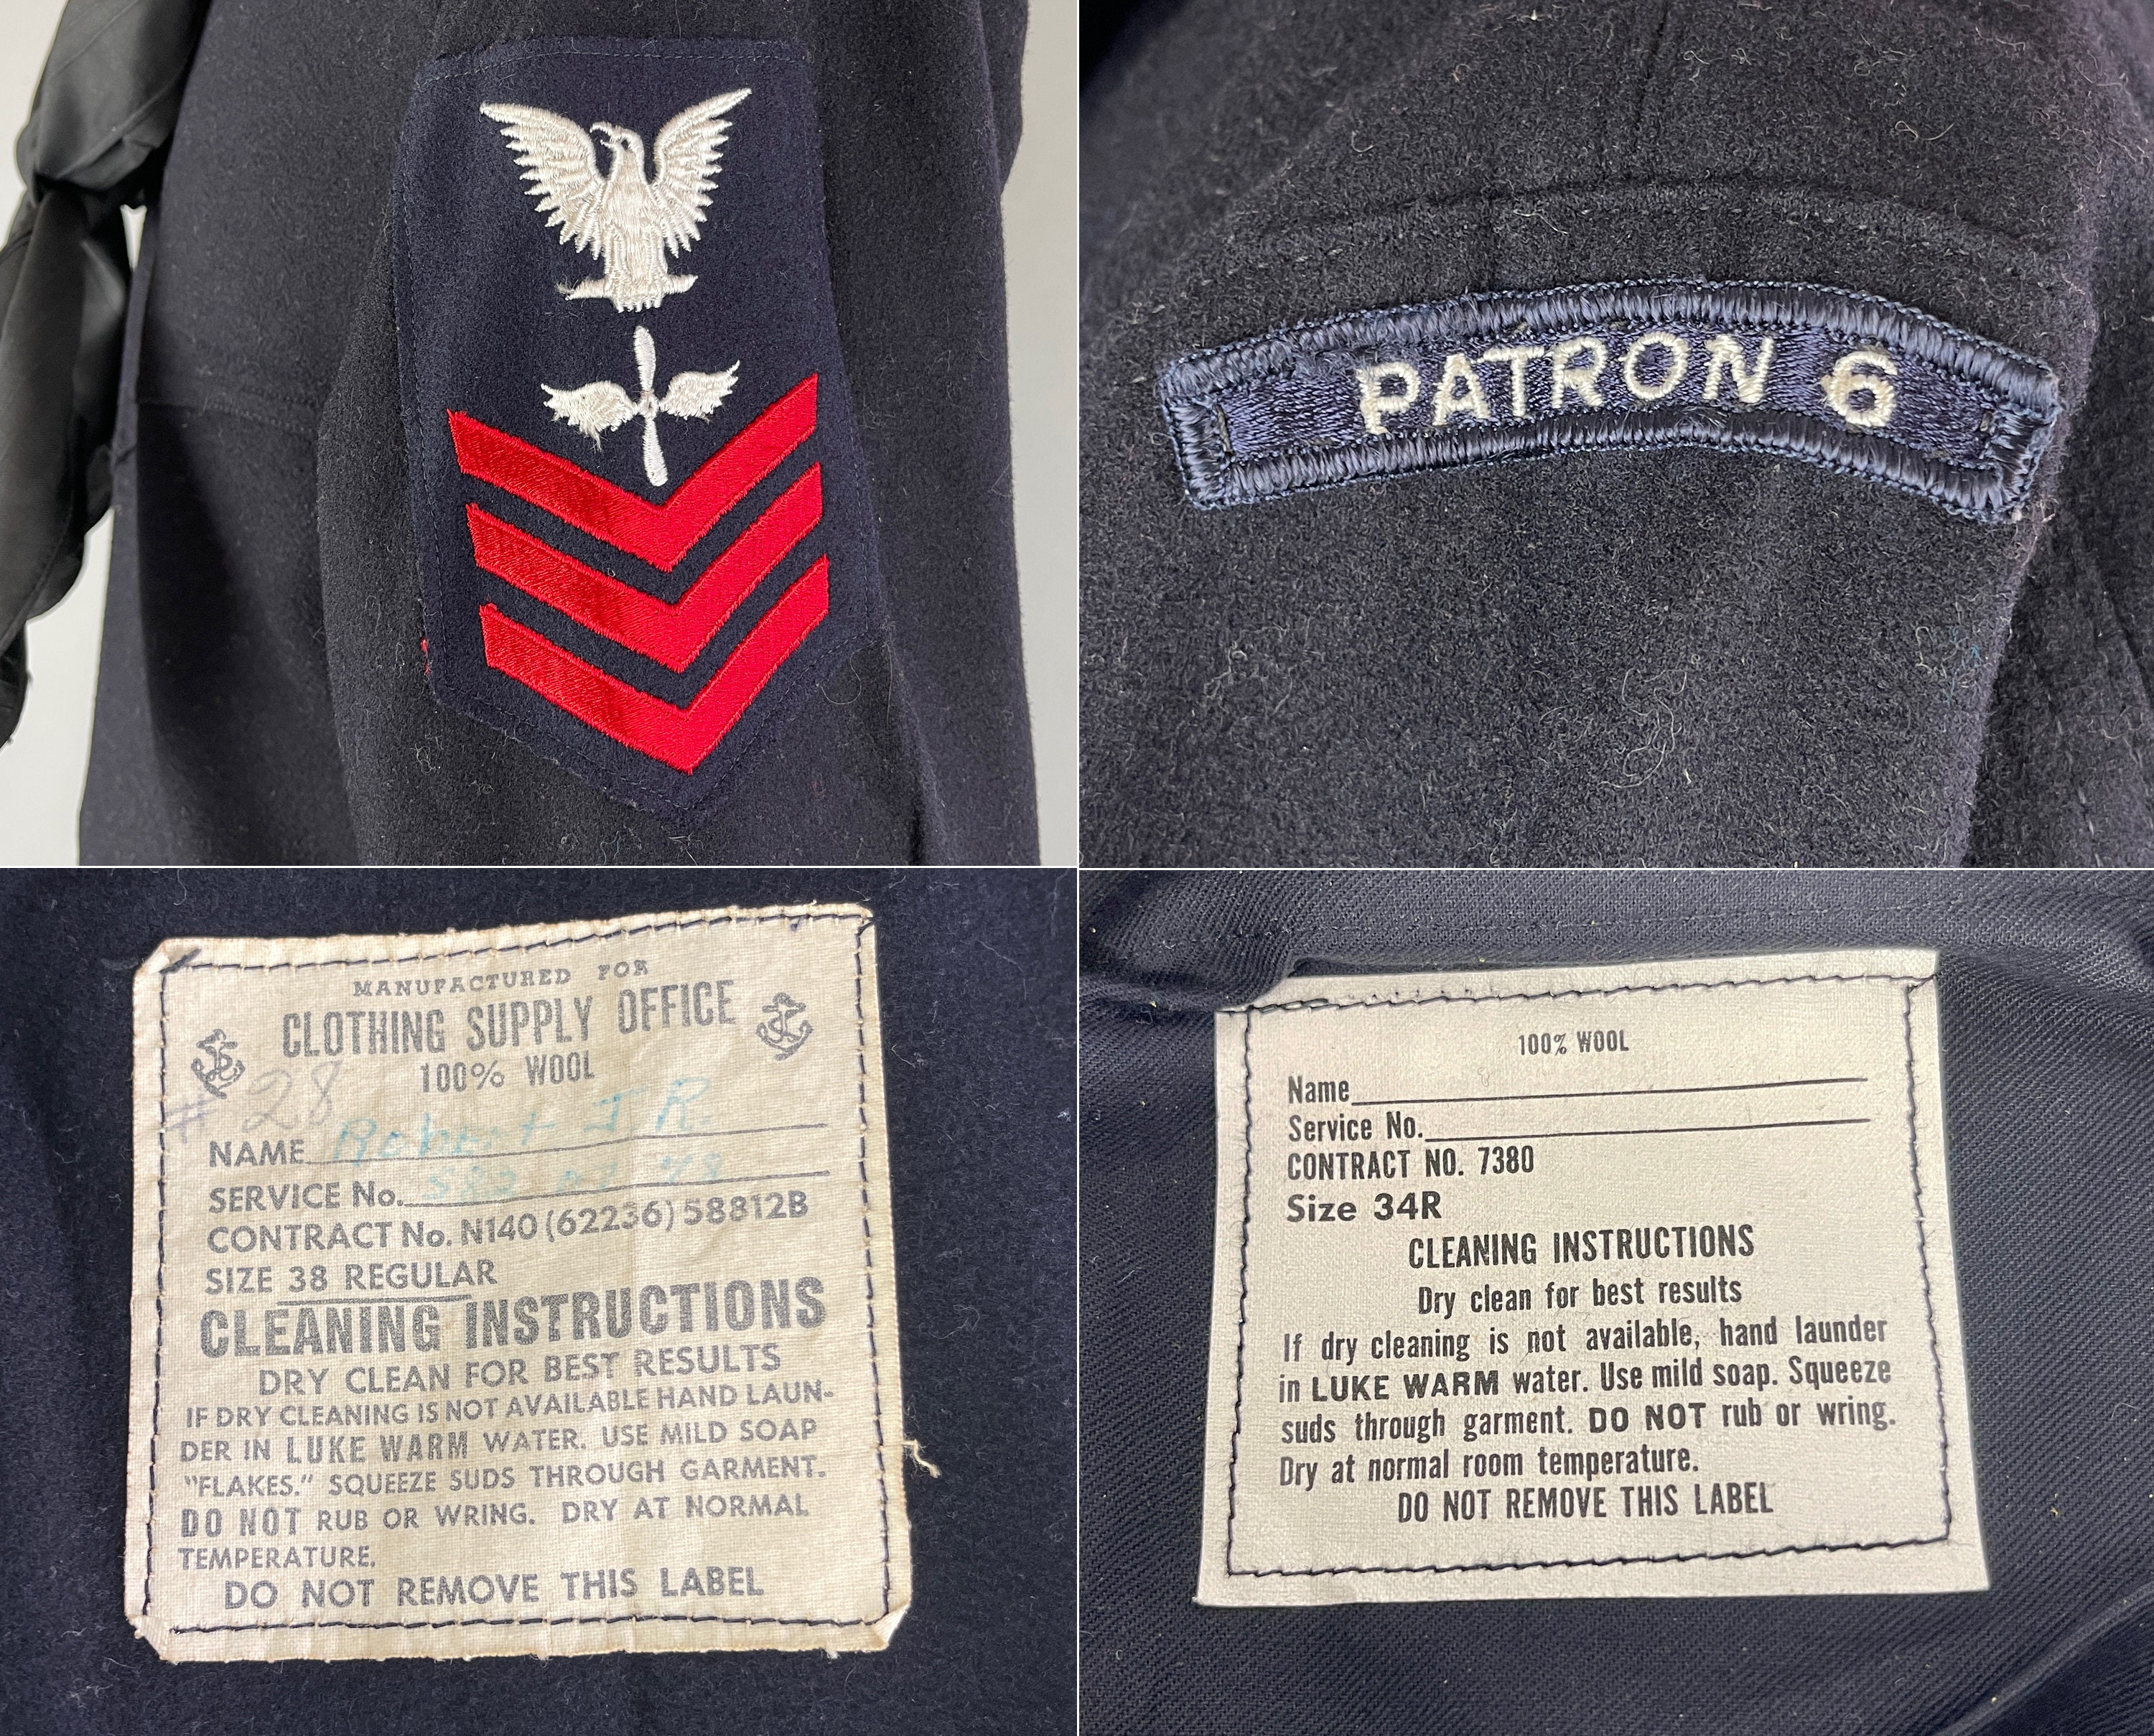 PATRON 6
MANUFACTURED FOR
CLOTHING SUPPLY OFFICE
100% WOOL
# 28
NAME Robert J R.
SERVICE No.
CONTRACT No. N140 (62236) 58812B
SIZE 38 REGULAR
CLEANING INSTRUCTIONS
DRY CLEAN FOR BEST RESULTS
IF DRY CLEANING IS NOT AVAILABLE HAND LAUN-
DER IN LUKE WARM WATER. USE MILD SOAP
"FLAKES." SQUEEZE SUDS THROUGH GARMENT.
DO NOT RUB OR WRING. DRY AT NORMAL
TEMPERATURE.
DO NOT REMOVE THIS LABEL
100% WOOL
Name
Service No.
CONTRACT NO. 7380
Size 34R
CLEANING INSTRUCTIONS
Dry clean for best results
If dry cleaning is not available, hand launder
in LUKE WARM water. Use mild soap. Squeeze
suds through garment. DO NOT rub or wring.
Dry at normal room temperature.
DO NOT REMOVE THIS LABEL